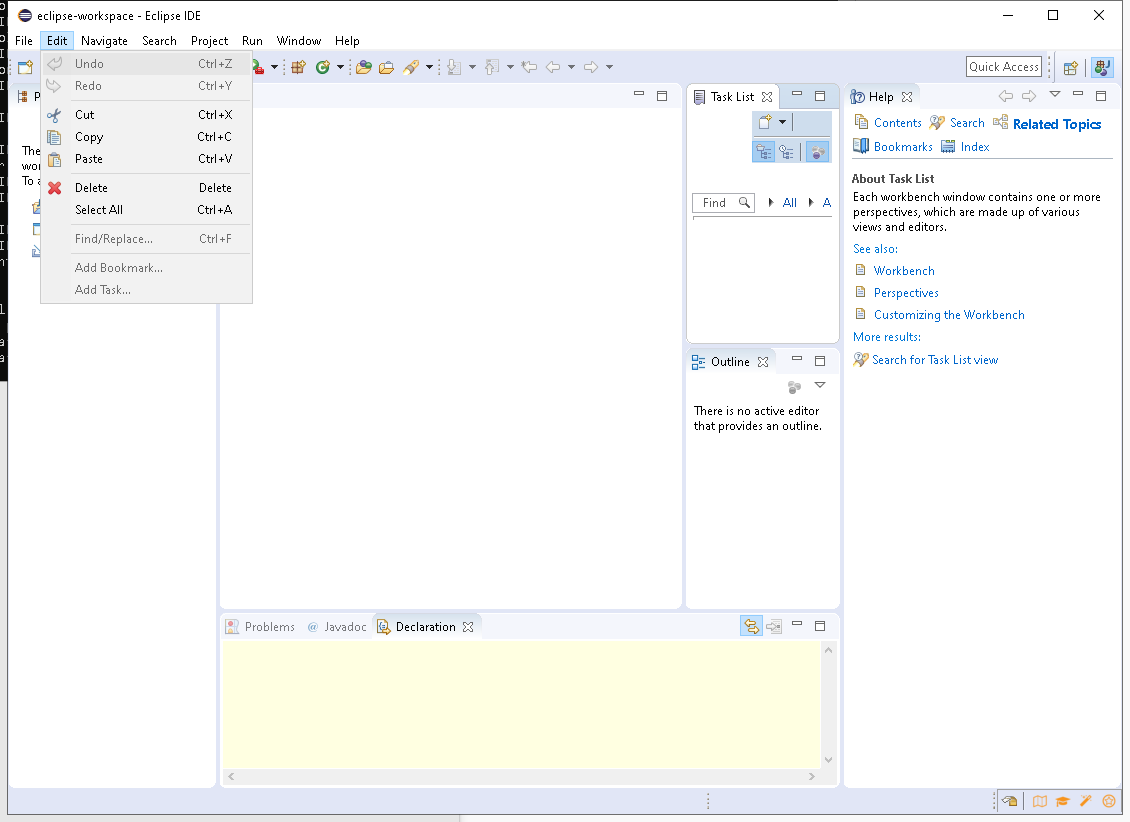 eclipse-workspace - Eclipse IDE
File Edit Navigate Search Project Run Window Help
Quick Access
Undo Ctrl+Z
Redo Ctrl+Y
Cut Ctrl+X
Copy Ctrl+C
Paste Ctrl+V
Delete Delete
Select All Ctrl+A
Find/Replace... Ctrl+F
Add Bookmark...
Add Task...
P
The
wor
To a
Task List
Find All A
Outline
There is no active editor
that provides an outline.
Help
Contents Search Related Topics
Bookmarks Index
About Task List
Each workbench window contains one or more
perspectives, which are made up of various
views and editors.
See also:
Workbench
Perspectives
Customizing the Workbench
More results:
Search for Task List view
Problems @ Javadoc Declaration